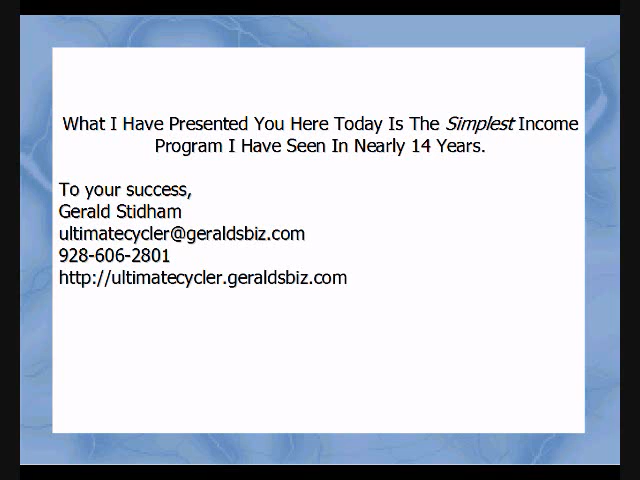 What I Have Presented You Here Today Is The Simplest Income
Program I Have Seen In Nearly 14 Years.
To your success,
Gerald Stidham
ultimatecycler@geraldsbiz.com
928-606-2801
http://ultimatecycler.geraldsbiz.com